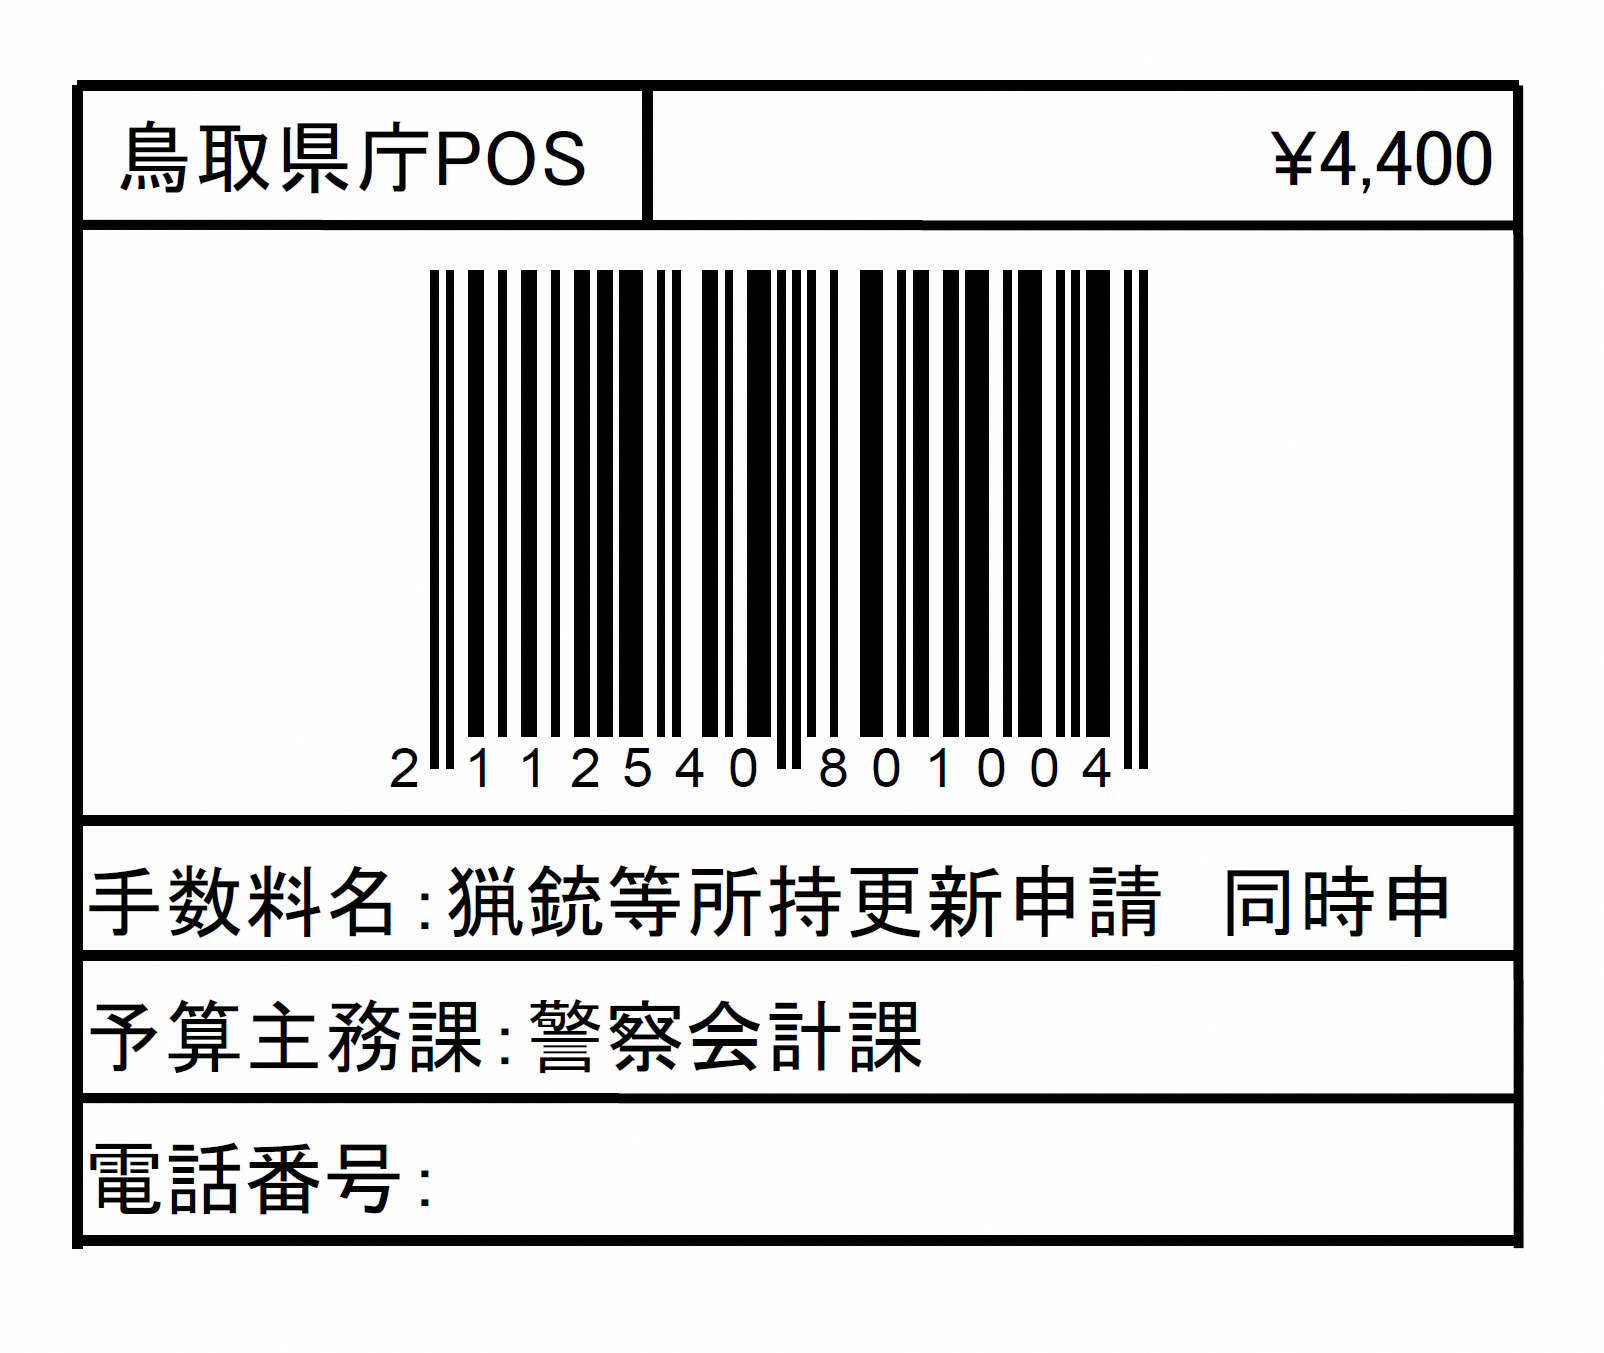 鳥取県庁POS
¥4,400
2 112540 801004
手数料名:猟銃等所持更新申請　同時申
予算主務課:警察会計課
電話番号: